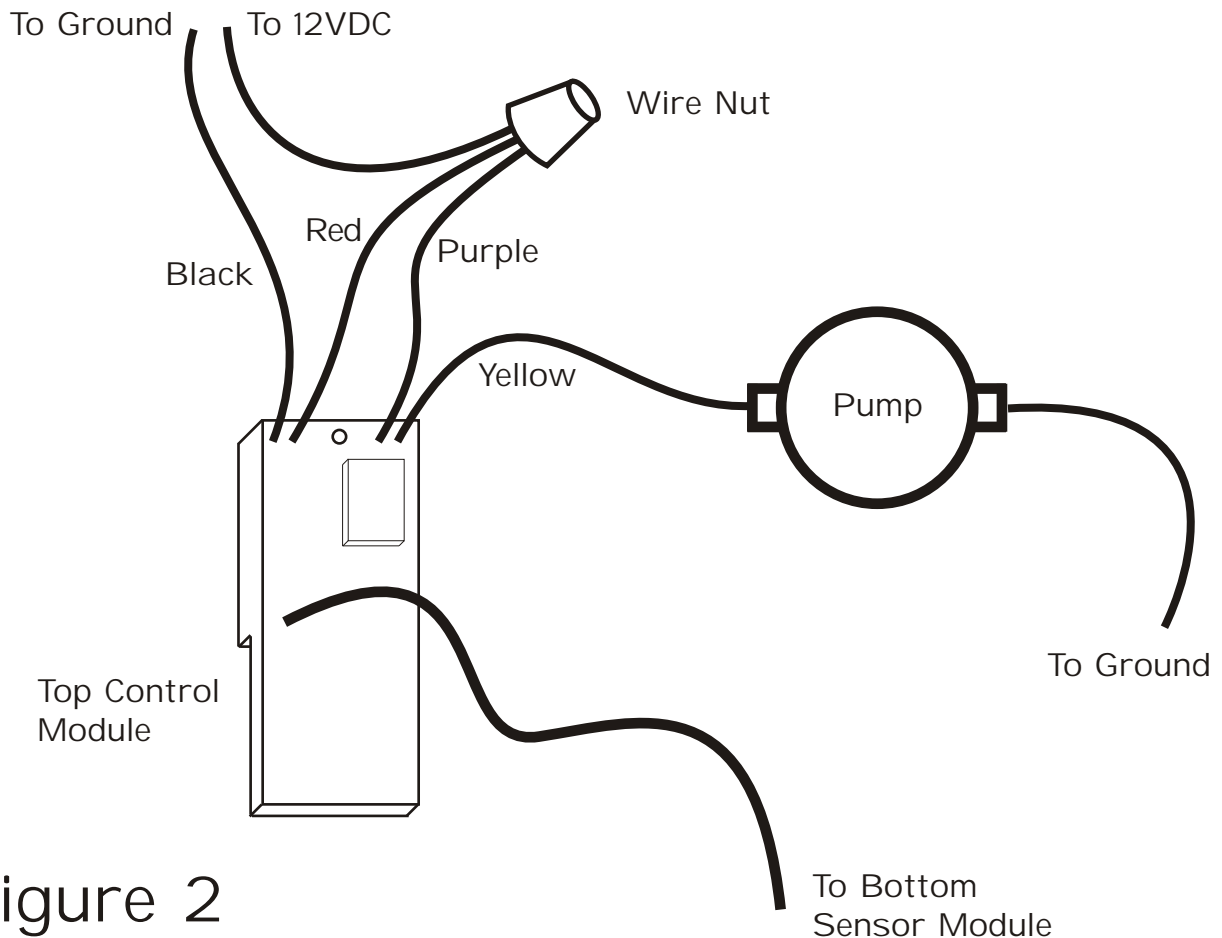 To Ground
To 12VDC
Wire Nut
Red
Purple
Black
Yellow
Pump
To Ground
Top Control
Module
To Bottom
Sensor Module
igure 2